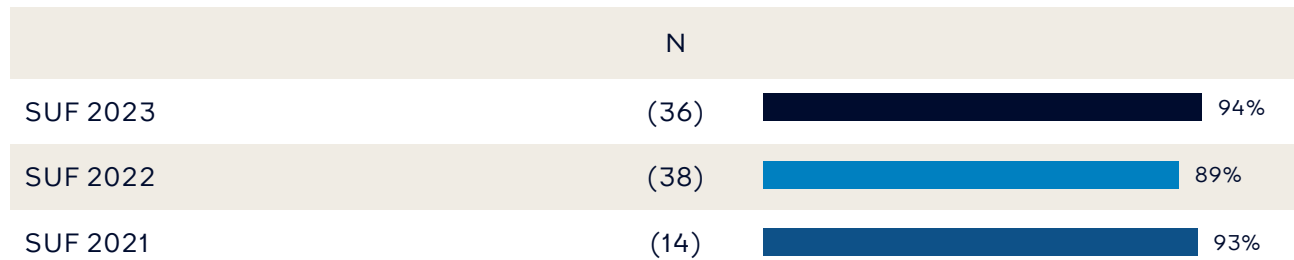 N
SUF 2023 (36) 94%
SUF 2022 (38) 89%
SUF 2021 (14) 93%